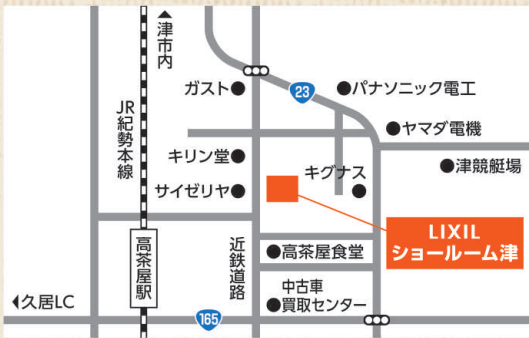 ▲津市内
JR紀勢本線
ガスト
23
パナソニック電工
ヤマダ電機
キリン堂
サイゼリヤ
キグナス
津競艇場
LIXIL
ショールーム津
高茶屋駅
近鉄道路
高茶屋食堂
中古車
買取センター
◀久居LC
165